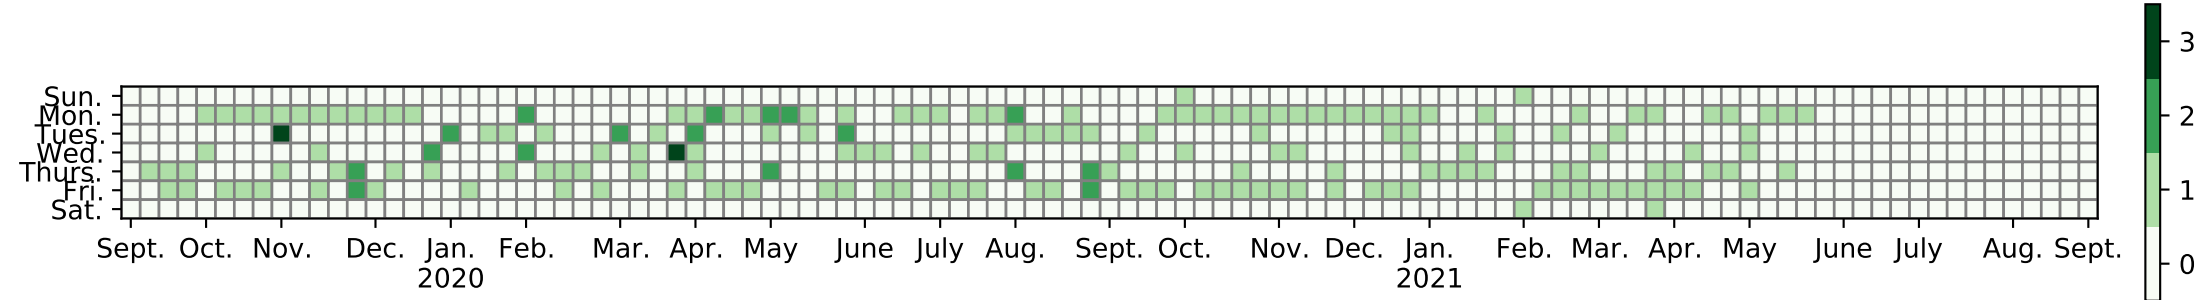 3
2
1
0
Sun.
Mon.
Tues.
Wed.
Thurs.
Fri.
Sat.
Sept. Oct. Nov. Dec. Jan. Feb. Mar. Apr. May June July Aug. Sept. Oct. Nov. Dec. Jan. Feb. Mar. Apr. May June July Aug. Sept.
2020 2021